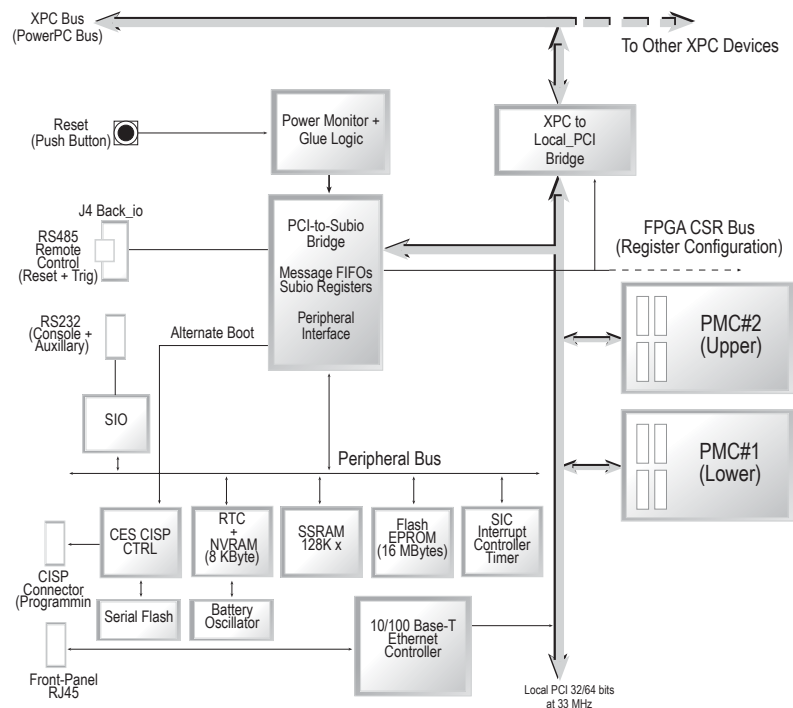 XPC Bus
(PowerPC Bus)
To Other XPC Devices
Reset
(Push Button)
Power Monitor +
Glue Logic
XPC to
Local_PCI
Bridge
J4 Back_io
RS485
Remote
Control
(Reset + Trig)
PCI-to-Subio
Bridge
Message FIFOs
Subio Registers
Peripheral
Interface
FPGA CSR Bus
(Register Configuration)
RS232
(Console +
Auxillary)
Alternate Boot
PMC#2
(Upper)
SIO
Peripheral Bus
PMC#1
(Lower)
CES CISP
CTRL
RTC
+
NVRAM
(8 KByte)
SSRAM
128K x
Flash
EPROM
(16 MBytes)
SIC
Interrupt
Controller
Timer
CISP
Connector
(Programmin
Serial Flash
Battery
Oscillator
10/100 Base-T
Ethernet
Controller
Front-Panel
RJ45
Local PCI 32/64 bits
at 33 MHz